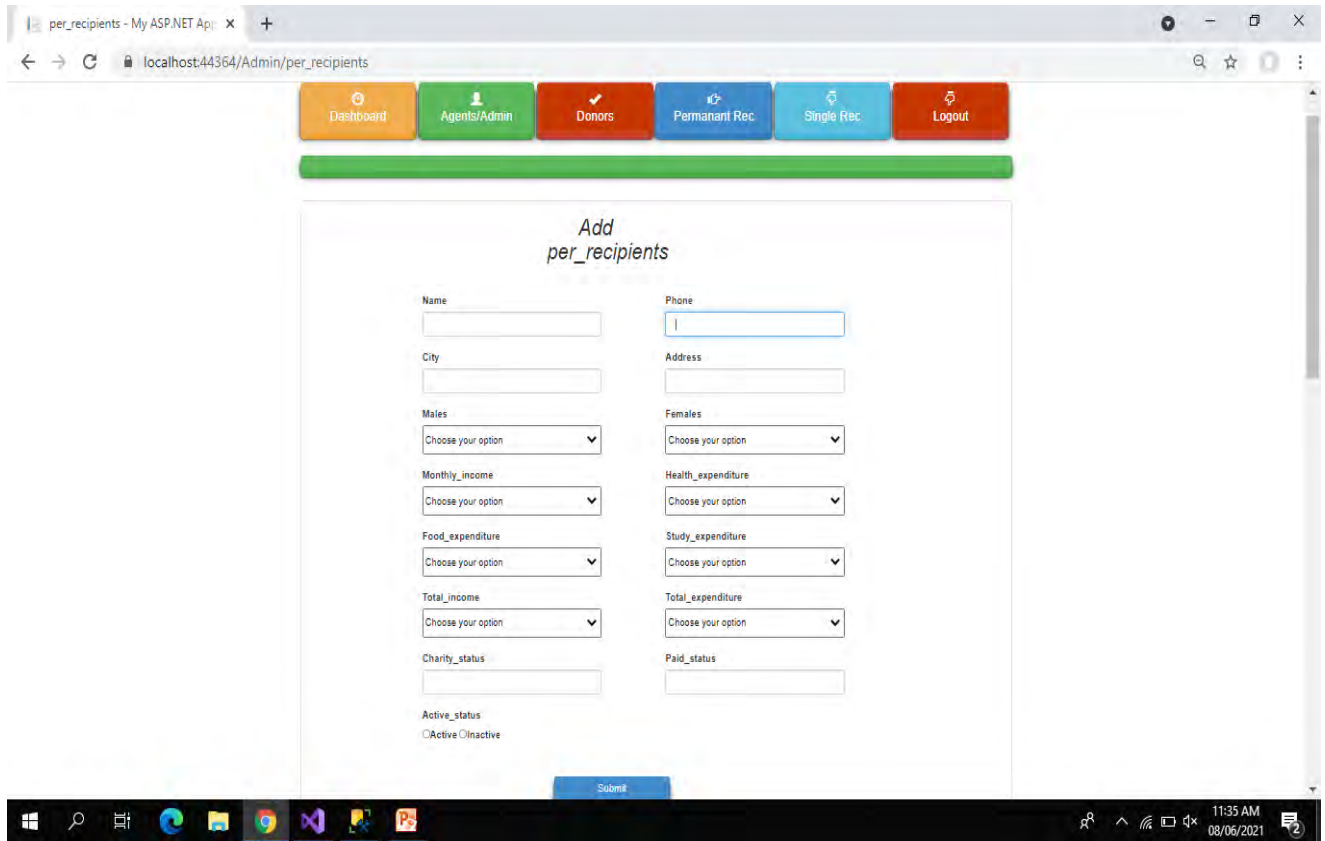 per_recipients - My ASP.NET App
localhost:44364/Admin/per_recipients
Dashboard Agents/Admin Donors Permanant Rec Single Rec Logout
Add
per_recipients
Name Phone
City Address
Males Females
Choose your option Choose your option
Monthly_income Health_expenditure
Choose your option Choose your option
Food_expenditure Study_expenditure
Choose your option Choose your option
Total_income Total_expenditure
Choose your option Choose your option
Charity_status Paid_status
Active_status
Active Inactive
Submit
11:35 AM
08/06/2021
2